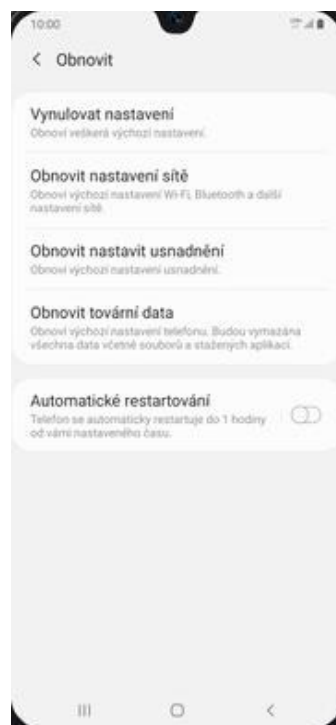 10:00
Obnovit
Vynulovat nastavení
Obnoví veškerá výchozí nastavení.
Obnovit nastavení sítě
Obnoví výchozí nastavení Wi-Fi, Bluetooth a další
nastavení sítě.
Obnovit nastavit usnadnění
Obnoví výchozí nastavení usnadnění.
Obnovit tovární data
Obnoví výchozí nastavení telefonu. Budou vymazána
všechna data včetně souborů a stažených aplikací.
Automatické restartování
Telefon se automaticky restartuje do 1 hodiny
od vámi nastaveného času.